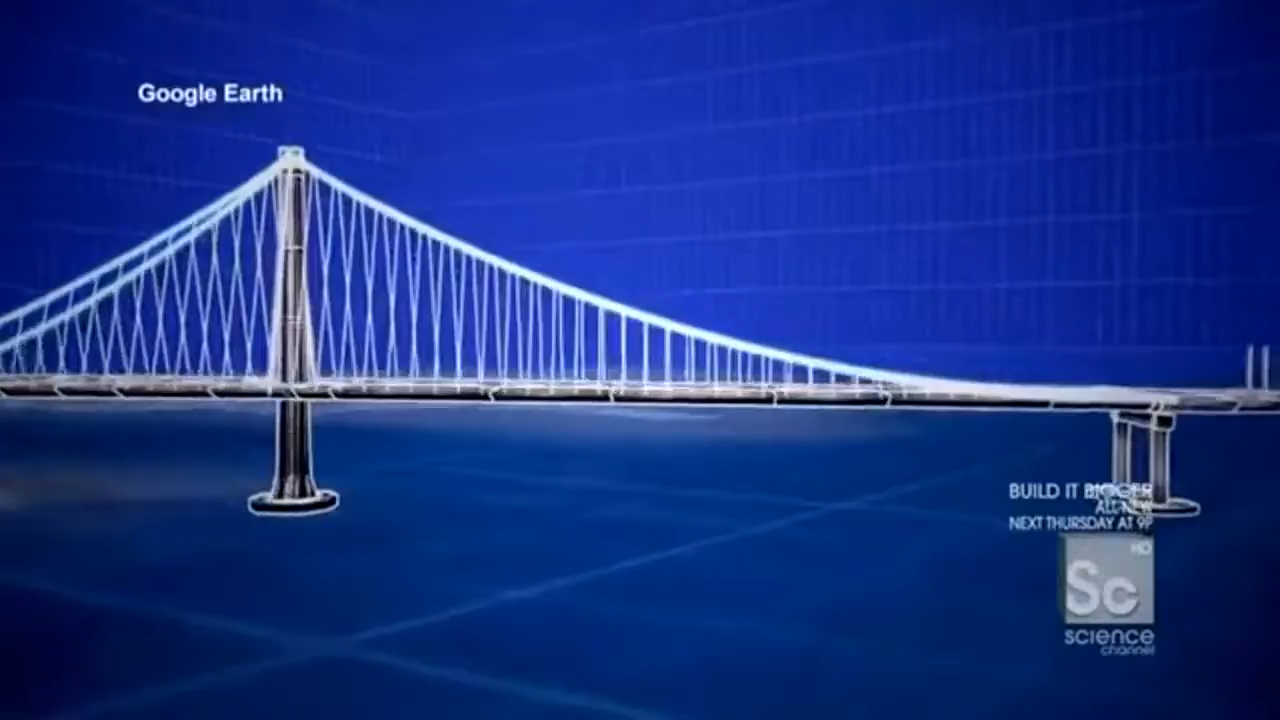 Google Earth
BUILD IT BIGGER
ALL NEW
NEXT THURSDAY AT 9P
HD
Sc
science
channel